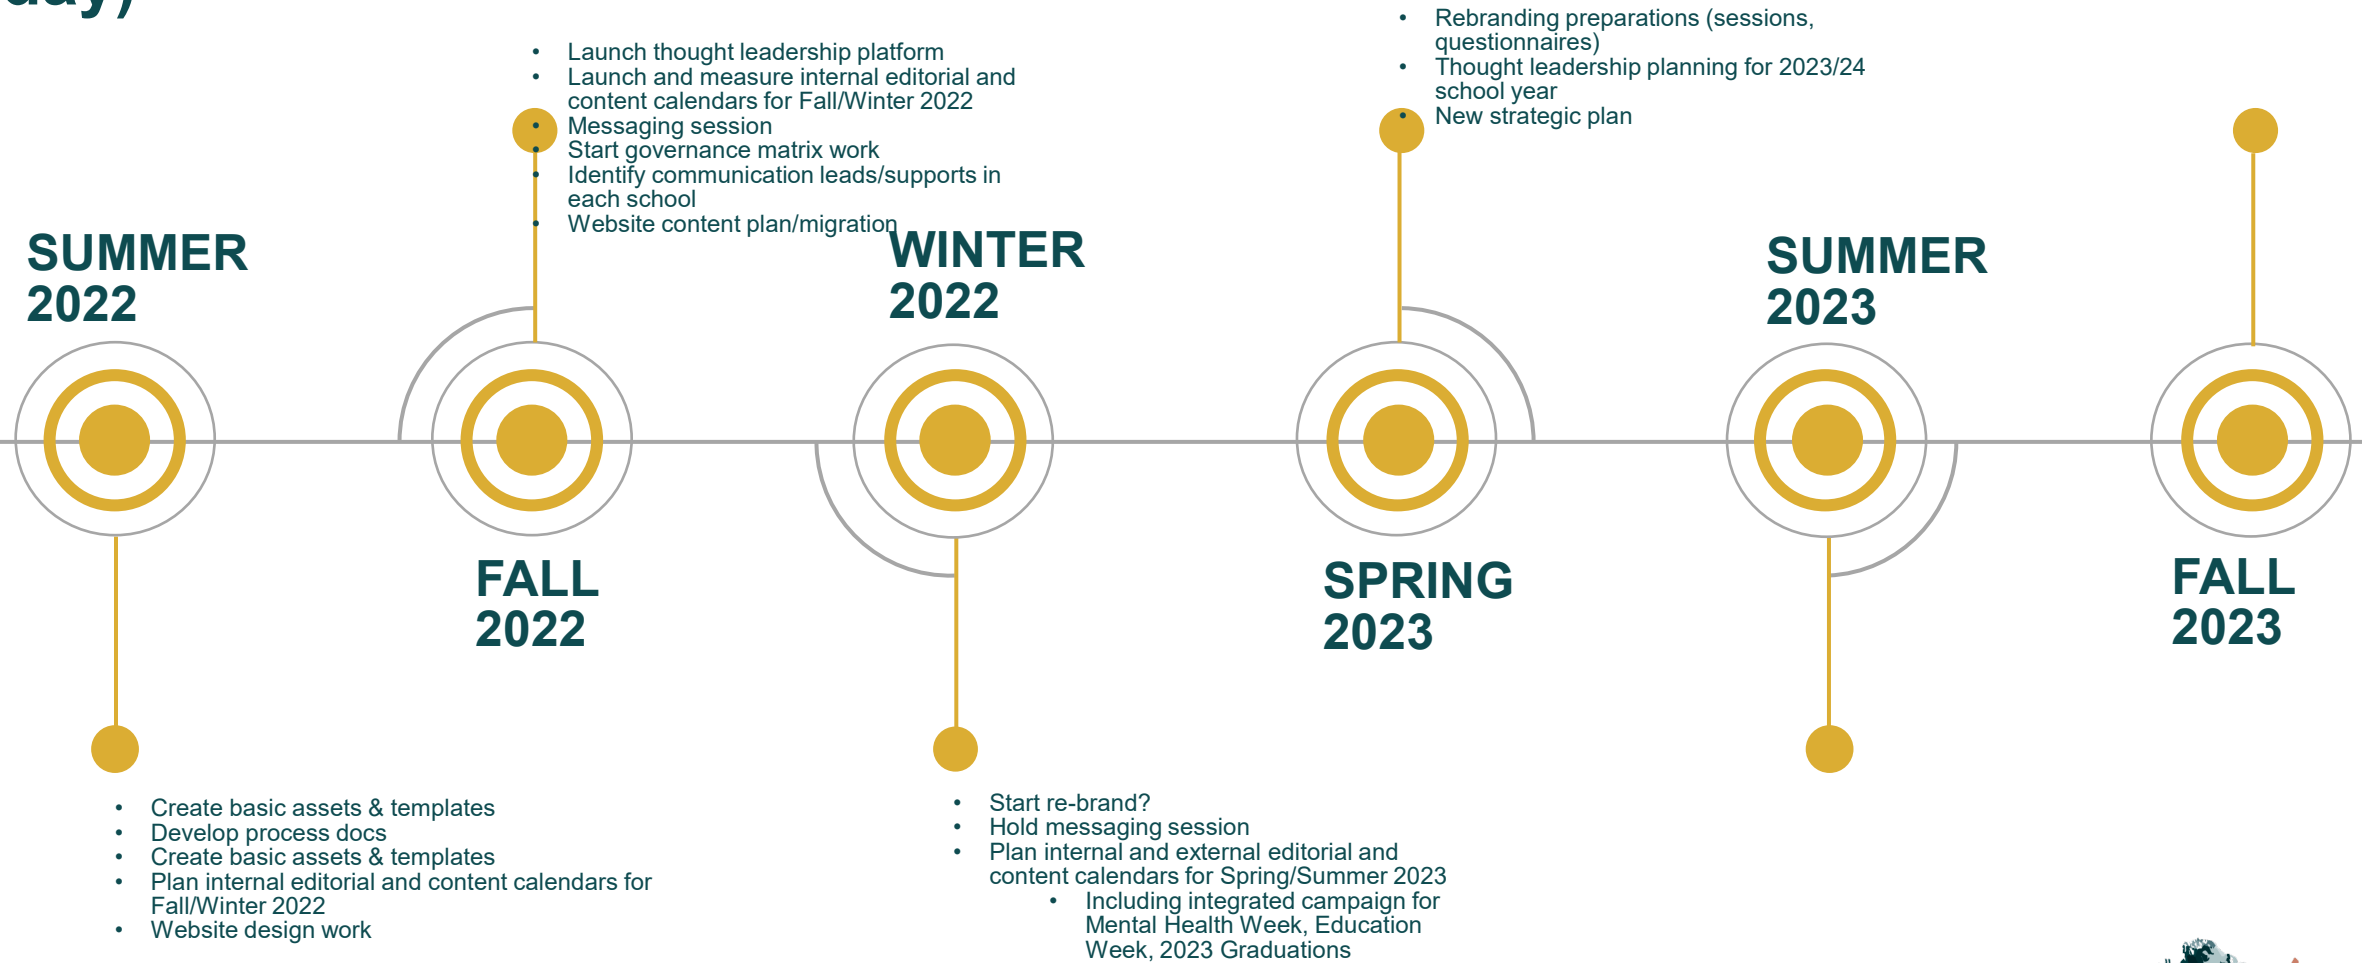 day)
• Launch thought leadership platform
• Launch and measure internal editorial and
content calendars for Fall/Winter 2022
• Messaging session
• Start governance matrix work
• Identify communication leads/supports in
each school
• Website content plan/migration
• Rebranding preparations (sessions,
questionnaires)
• Thought leadership planning for 2023/24
school year
• New strategic plan
SUMMER
2022
WINTER
2022
SUMMER
2023
FALL
2022
SPRING
2023
FALL
2023
• Create basic assets & templates
• Develop process docs
• Create basic assets & templates
• Plan internal editorial and content calendars for
Fall/Winter 2022
• Website design work
• Start re-brand?
• Hold messaging session
• Plan internal and external editorial and
content calendars for Spring/Summer 2023
• Including integrated campaign for
Mental Health Week, Education
Week, 2023 Graduations